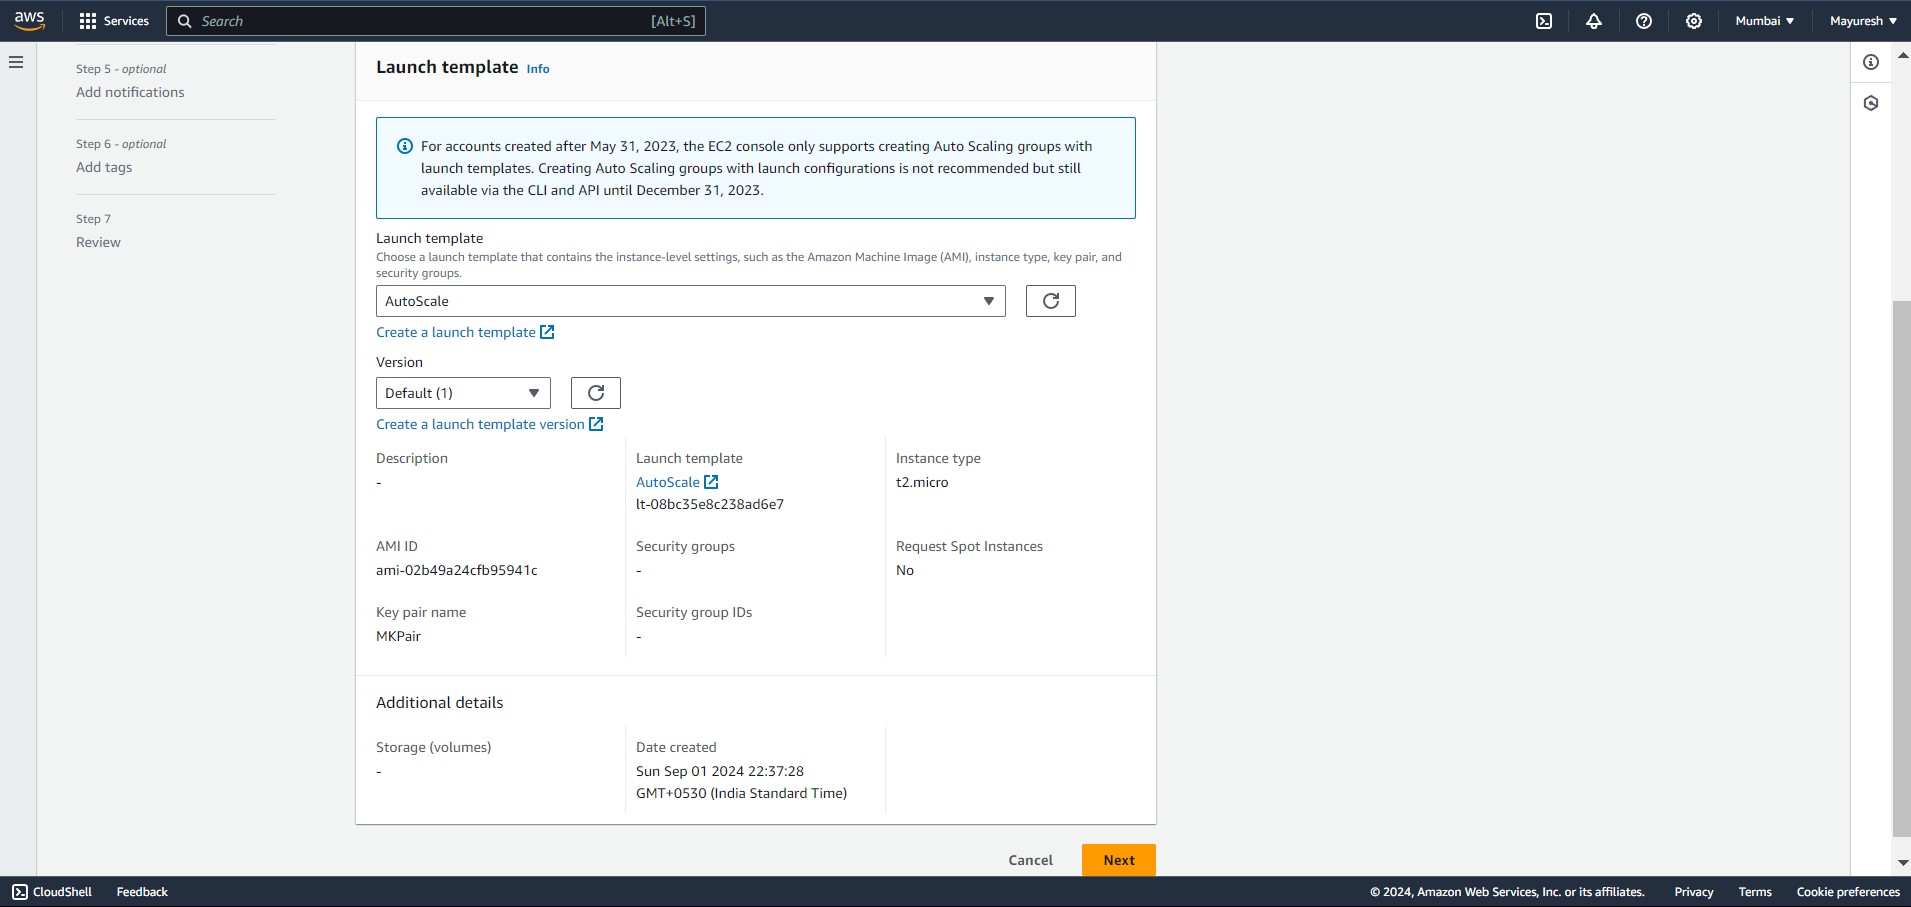 aws
Services
Search
[Alt+S]
Mumbai
Mayuresh
Step 5 - optional
Add notifications
Step 6 - optional
Add tags
Step 7
Review
Launch template Info
For accounts created after May 31, 2023, the EC2 console only supports creating Auto Scaling groups with
launch templates. Creating Auto Scaling groups with launch configurations is not recommended but still
available via the CLI and API until December 31, 2023.
Launch template
Choose a launch template that contains the instance-level settings, such as the Amazon Machine Image (AMI), instance type, key pair, and
security groups.
AutoScale
Create a launch template
Version
Default (1)
Create a launch template version
Description
-
Launch template
AutoScale
lt-08bc35e8c238ad6e7
Instance type
t2.micro
AMI ID
ami-02b49a24cfb95941c
Security groups
-
Request Spot Instances
No
Key pair name
MKPair
Security group IDs
-
Additional details
Storage (volumes)
-
Date created
Sun Sep 01 2024 22:37:28
GMT+0530 (India Standard Time)
Cancel
Next
CloudShell
Feedback
© 2024, Amazon Web Services, Inc. or its affiliates.
Privacy
Terms
Cookie preferences